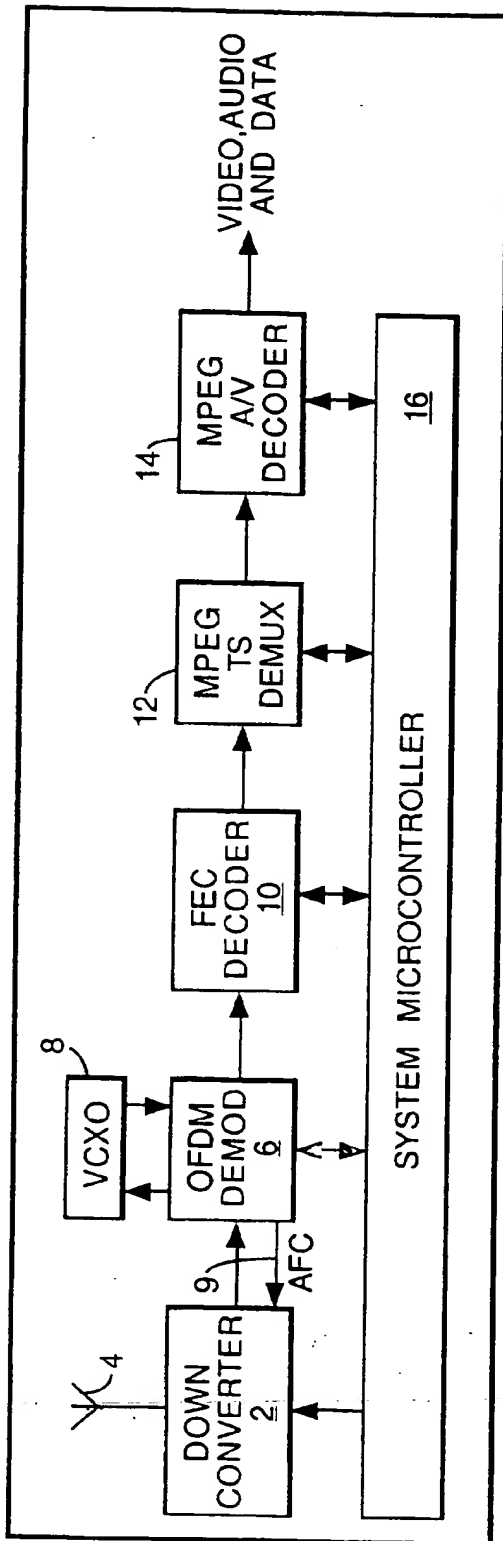 4
DOWN
CONVERTER
2
9
AFC
8
VCXO
OFDM
DEMOD
6
FEC
DECODER
10
12
MPEG
TS
DEMUX
14
MPEG
A/V
DECODER
VIDEO, AUDIO
AND DATA
SYSTEM MICROCONTROLLER
16